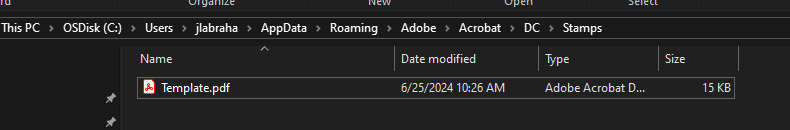 Organize New Open Select
This PC > OSDisk (C:) > Users > jlabraha > AppData > Roaming > Adobe > Acrobat > DC > Stamps
Name Date modified Type Size
Template.pdf 6/25/2024 10:26 AM Adobe Acrobat D... 15 KB